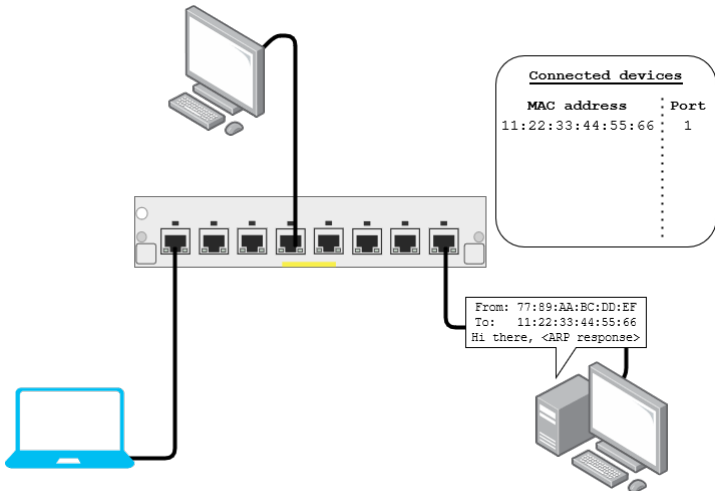 Connected devices
MAC address Port
11:22:33:44:55:66 1
From: 77:89:AA:BC:DD:EF
To: 11:22:33:44:55:66
Hi there, <ARP response>